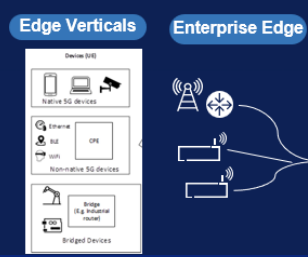 Edge Verticals
Enterprise Edge
Devices (UE)
Native 5G devices
Ethernet
BLE
WiFi
CPE
Non-native 5G devices
Bridge
(E.g. Industrial
router)
Bridged Devices